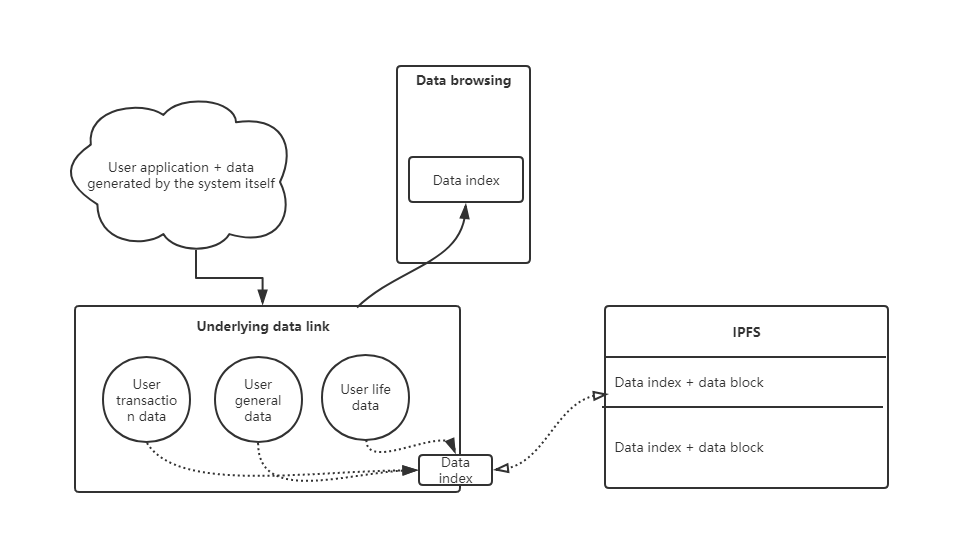 Data browsing
Data index
User application + data
generated by the system itself
Underlying data link
User
transactio
n data
User
general
data
User life
data
Data
index
IPFS
Data index + data block
Data index + data block